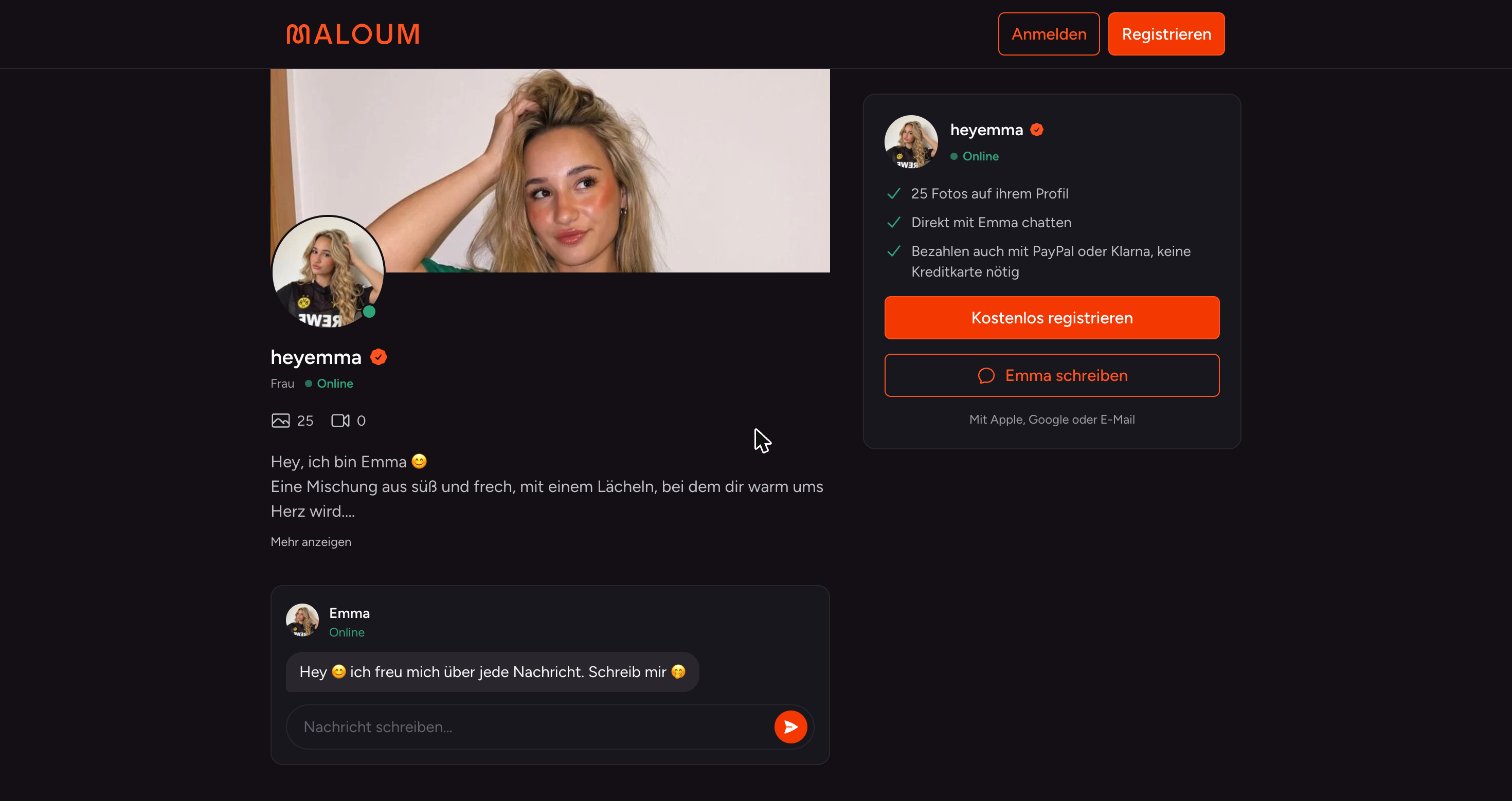 MALOUM
Anmelden
Registrieren
heyemma
Frau
Online
25
0
Hey, ich bin Emma 😊
Eine Mischung aus süß und frech, mit einem Lächeln, bei dem dir warm ums
Herz wird....
Mehr anzeigen
Emma
Online
Hey 😊 ich freu mich über jede Nachricht. Schreib mir 🤭
Nachricht schreiben...
heyemma
Online
25 Fotos auf ihrem Profil
Direkt mit Emma chatten
Bezahlen auch mit PayPal oder Klarna, keine
Kreditkarte nötig
Kostenlos registrieren
Emma schreiben
Mit Apple, Google oder E-Mail